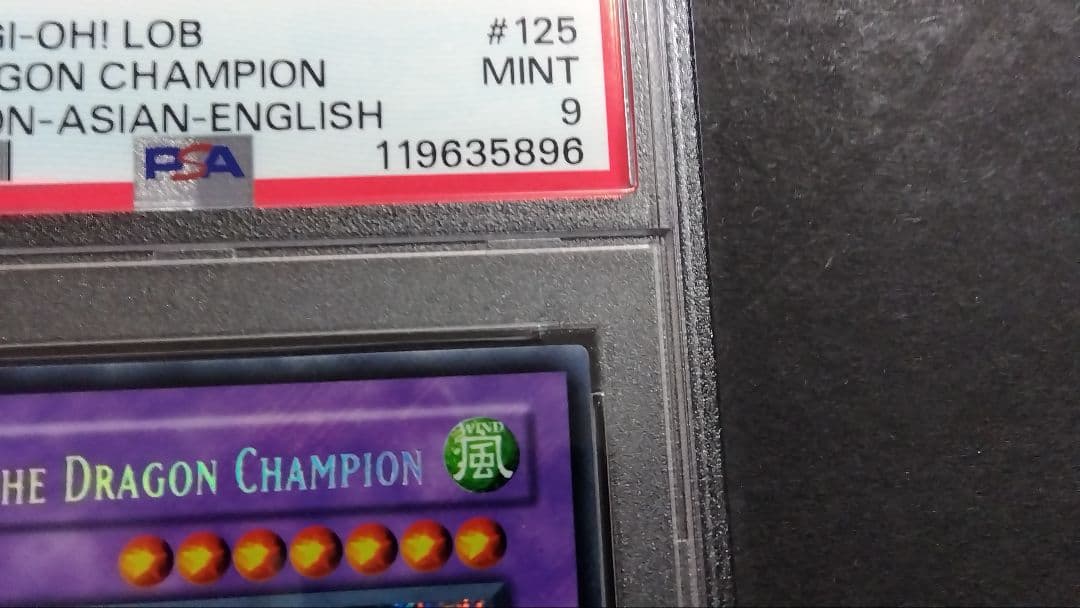 GI-OH! LOB #125
GON CHAMPION MINT
ON-ASIAN-ENGLISH 9
PSA 119635896
HE DRAGON CHAMPION
WIND
風